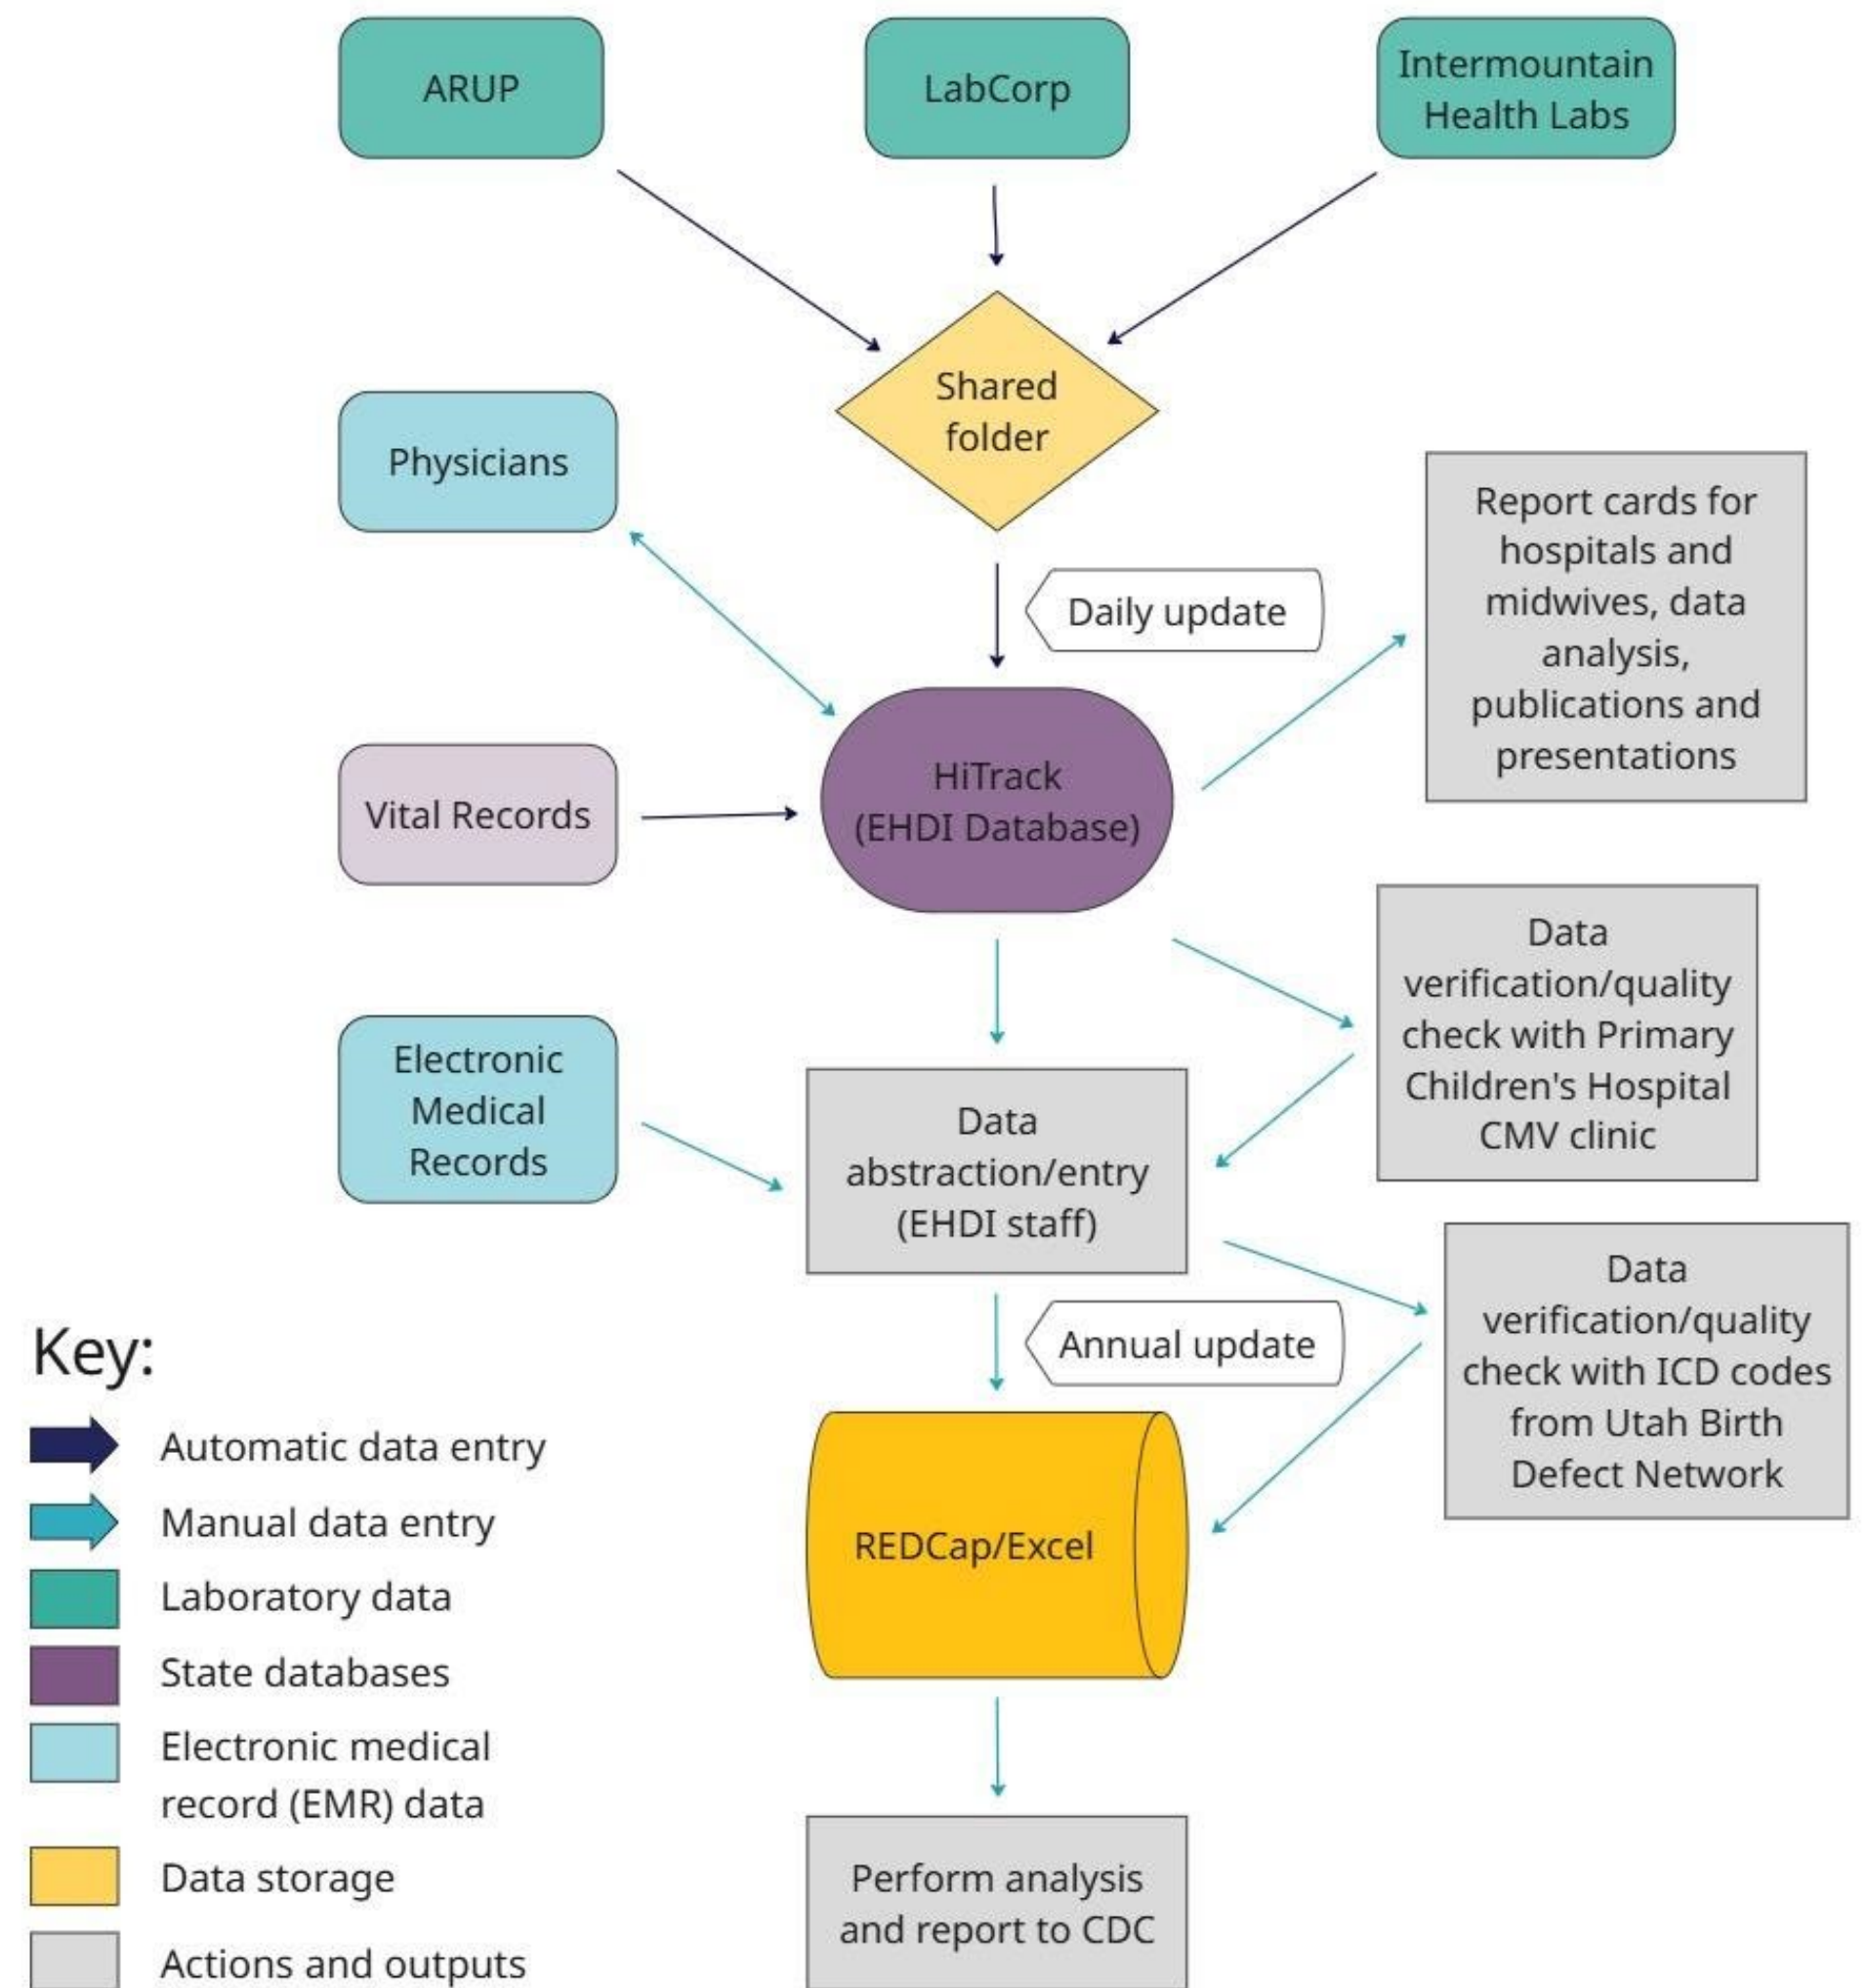 ARUP
LabCorp
Intermountain
Health Labs
Shared
folder
Physicians
Report cards for
hospitals and
midwives, data
analysis,
publications and
presentations
Daily update
HiTrack
(EHDI Database)
Vital Records
Data
verification/quality
check with Primary
Children's Hospital
CMV clinic
Electronic
Medical
Records
Data
abstraction/entry
(EHDI staff)
Data
verification/quality
check with ICD codes
from Utah Birth
Defect Network
Annual update
REDCap/Excel
Perform analysis
and report to CDC
Key:
Automatic data entry
Manual data entry
Laboratory data
State databases
Electronic medical
record (EMR) data
Data storage
Actions and outputs